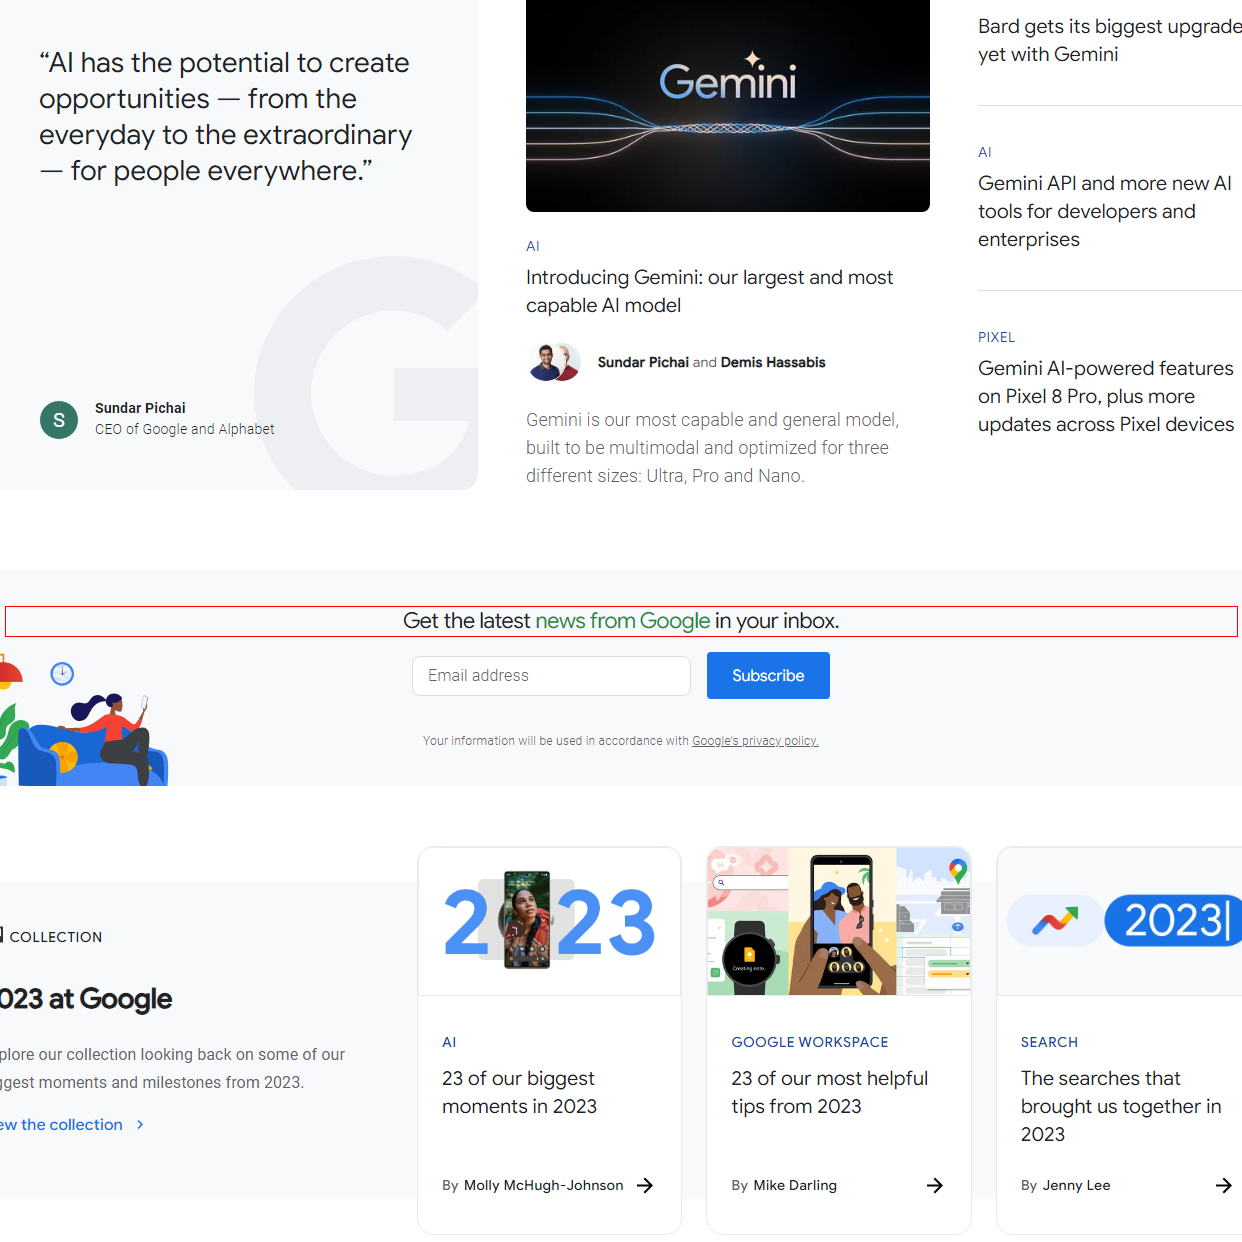 “AI has the potential to create
opportunities — from the
everyday to the extraordinary
— for people everywhere.”
S
Sundar Pichai
CEO of Google and Alphabet
Gemini
AI
Introducing Gemini: our largest and most
capable AI model
Sundar Pichai and Demis Hassabis
Gemini is our most capable and general model,
built to be multimodal and optimized for three
different sizes: Ultra, Pro and Nano.
Bard gets its biggest upgrade
yet with Gemini
AI
Gemini API and more new AI
tools for developers and
enterprises
PIXEL
Gemini AI-powered features
on Pixel 8 Pro, plus more
updates across Pixel devices
Get the latest news from Google in your inbox.
Email address
Subscribe
Your information will be used in accordance with Google's privacy policy.
COLLECTION
023 at Google
plore our collection looking back on some of our
ggest moments and milestones from 2023.
ew the collection
2 23
AI
23 of our biggest
moments in 2023
By Molly McHugh-Johnson
Creating note...
GOOGLE WORKSPACE
23 of our most helpful
tips from 2023
By Mike Darling
2023
SEARCH
The searches that
brought us together in
2023
By Jenny Lee